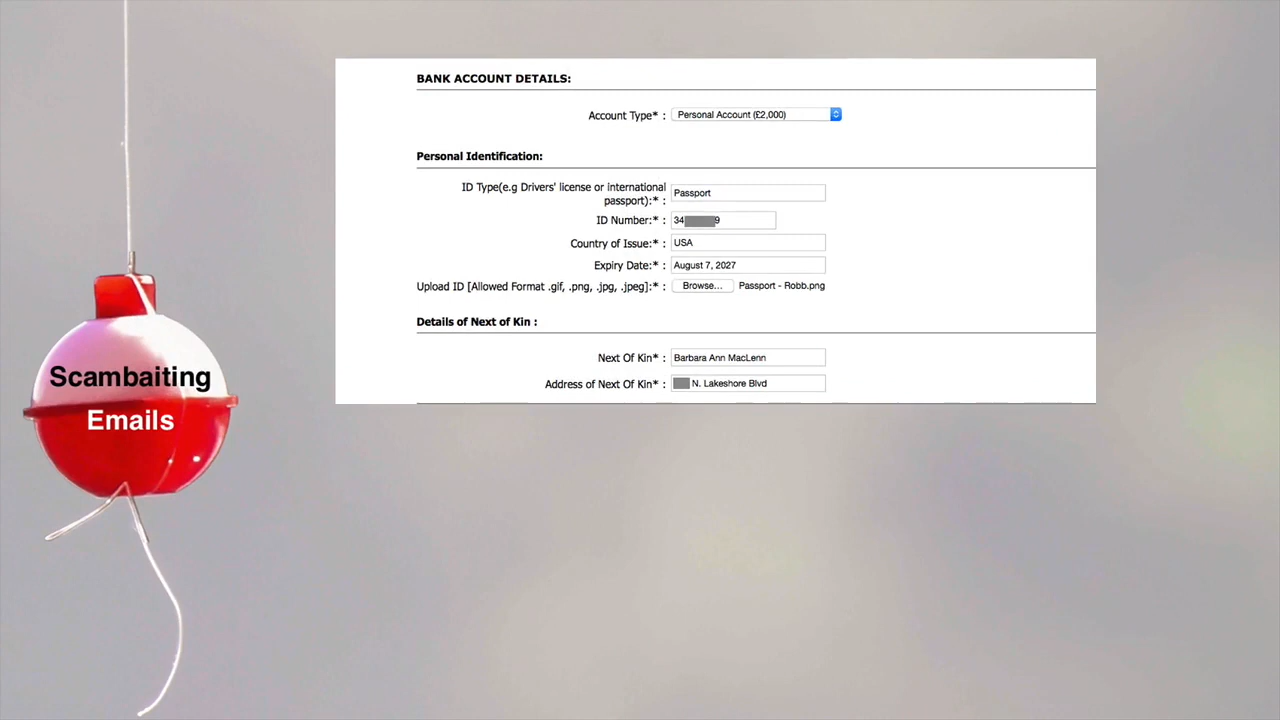 BANK ACCOUNT DETAILS:
Account Type* : Personal Account (£2,000)
Personal Identification:
ID Type(e.g Drivers' license or international
passport):* : Passport
ID Number:* : 34 9
Country of Issue:* : USA
Expiry Date:* : August 7, 2027
Upload ID [Allowed Format .gif, .png, .jpg, .jpeg]:* : Browse... Passport - Robb.png
Details of Next of Kin :
Next Of Kin* : Barbara Ann MacLenn
Address of Next Of Kin* : N. Lakeshore Blvd
Scambaiting
Emails